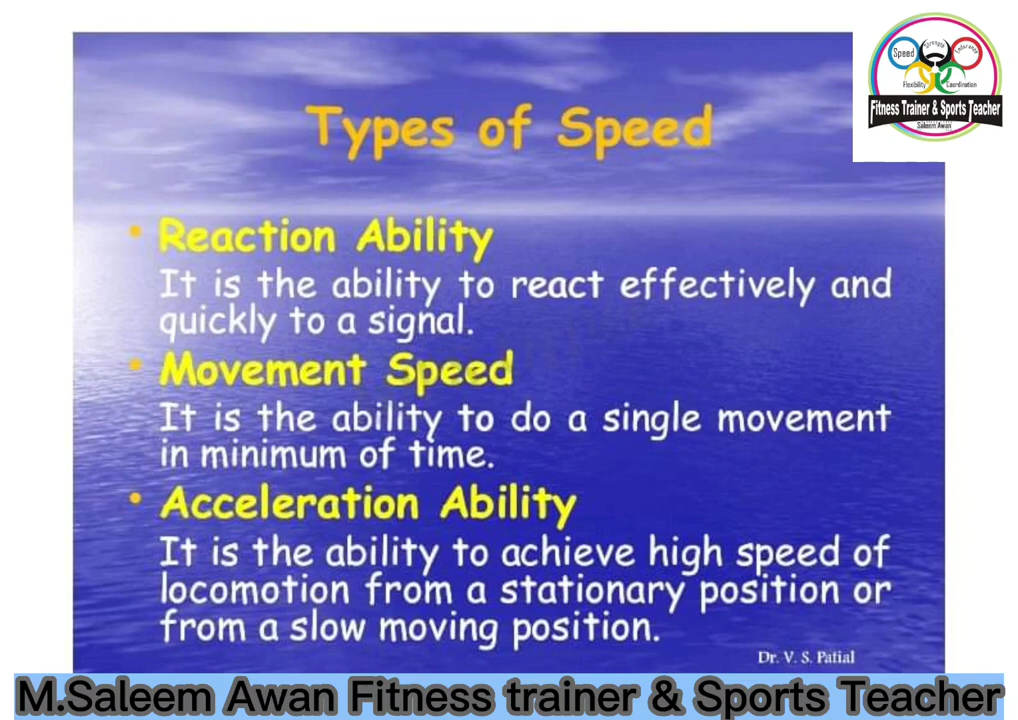 Speed
Strength
Endurance
Flexibility
Coordination
Fitness Trainer & Sports Teacher
Saleem Awan
Types of Speed
• Reaction Ability
It is the ability to react effectively and
quickly to a signal.
• Movement Speed
It is the ability to do a single movement
in minimum of time.
• Acceleration Ability
It is the ability to achieve high speed of
locomotion from a stationary position or
from a slow moving position.
Dr. V. S. Patial
M.Saleem Awan Fitness trainer & Sports Teacher